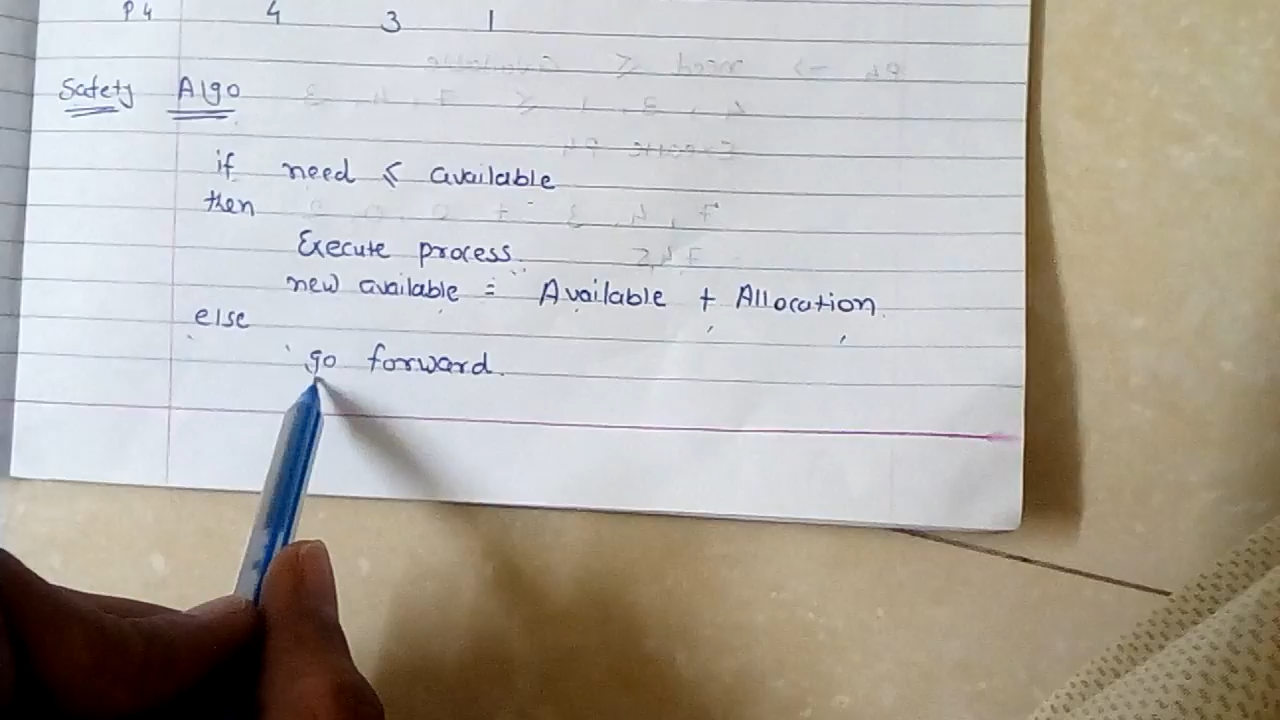 P4 4 3 1
Safety Algo
if need ≤ available
then
Execute process.
new available = Available + Allocation.
else
go forward.